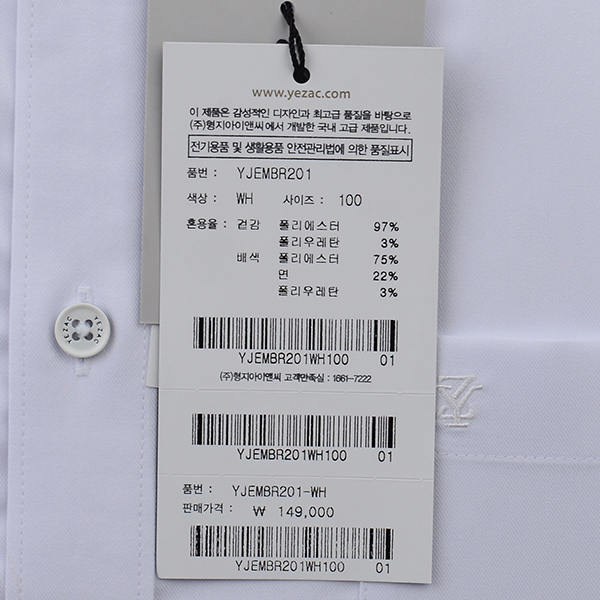 www.yezac.com
이 제품은 감성적인 디자인과 최고급 품질을 바탕으로
(주)형지아이앤씨에서 개발한 국내 고급 제품입니다.
전기용품 및 생활용품 안전관리법에 의한 품질표시
품번 : YJEMBR201
색상 : WH 사이즈 : 100
혼용율 : 겉감 폴리에스터 97%
폴리우레탄 3%
배색 폴리에스터 75%
면 22%
폴리우레탄 3%
YJEMBR201WH100 01
(주)형지아이앤씨 고객만족실 : 1661-7222
YJEMBR201WH100 01
품번 : YJEMBR201-WH
판매가격 : ₩ 149,000
YJEMBR201WH100 01
YEZAC